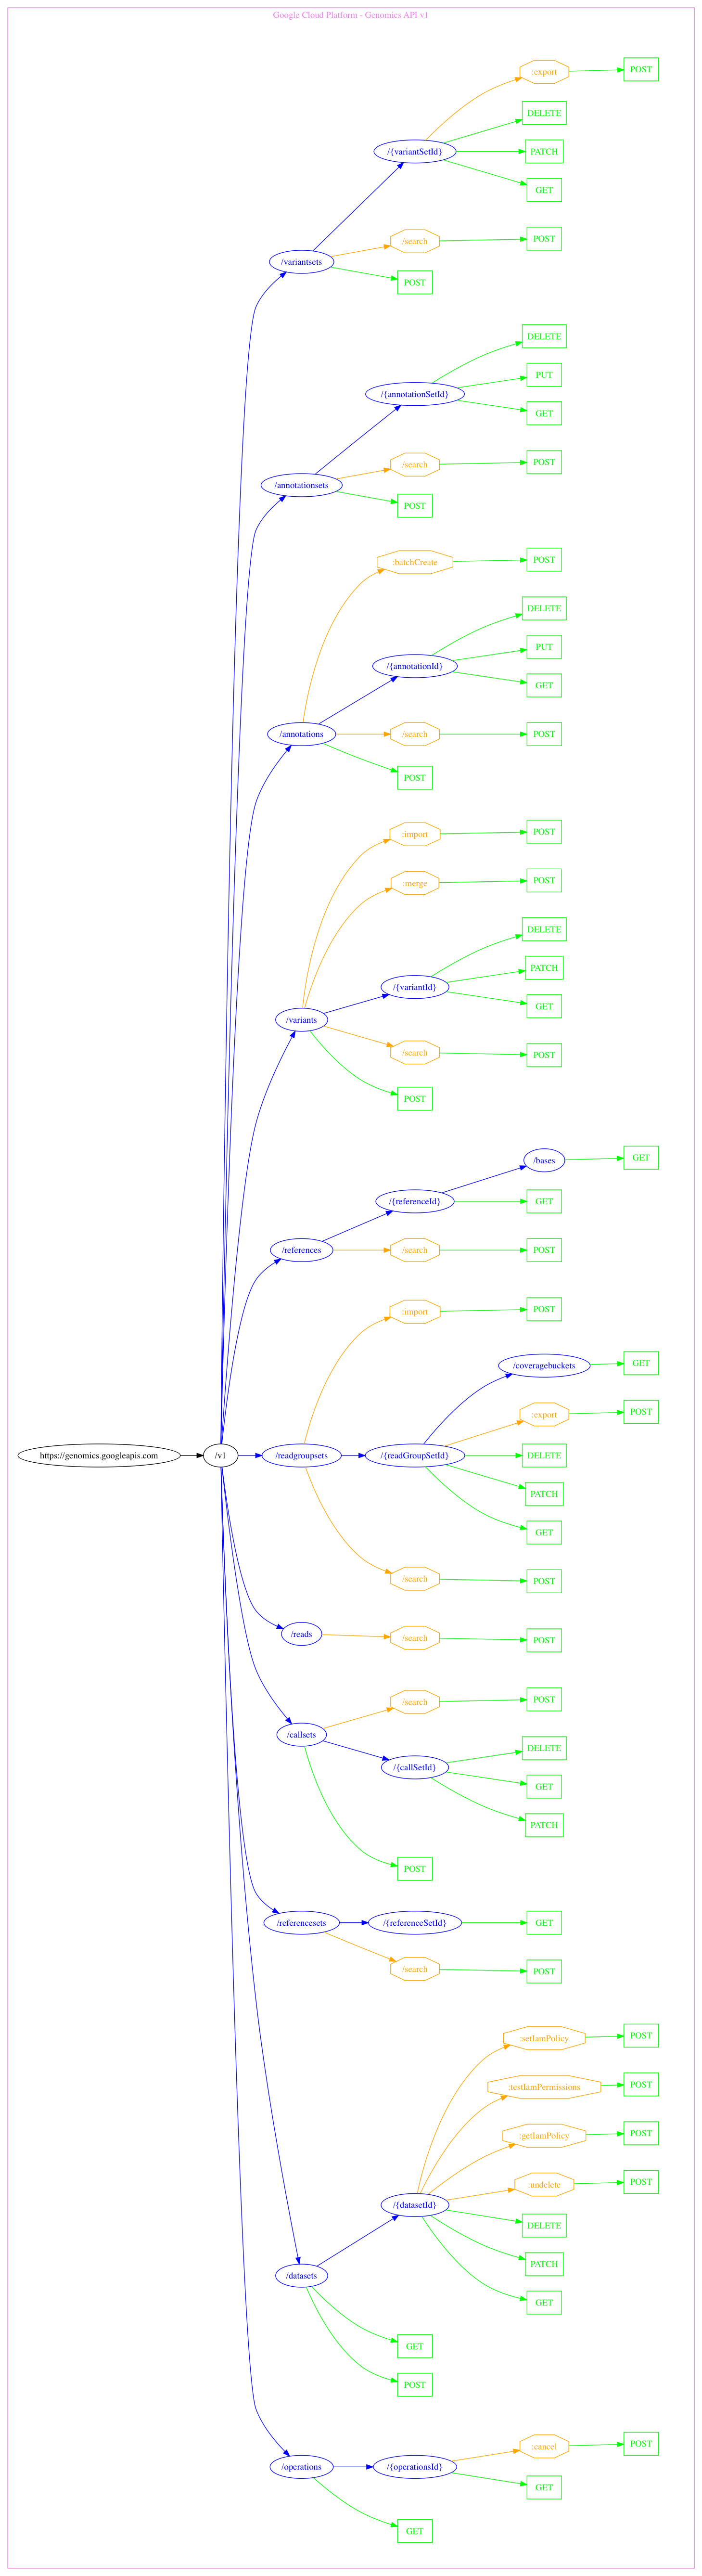 Google Cloud Platform - Genomics API v1
:export
POST
DELETE
/{variantSetId}
PATCH
GET
/variantsets
/search
POST
POST
DELETE
/{annotationSetId}
PUT
GET
/annotationsets
/search
POST
POST
:batchCreate
POST
DELETE
/{annotationId}
PUT
GET
/annotations
/search
POST
POST
:import
POST
:merge
POST
DELETE
/{variantId}
PATCH
GET
/variants
/search
POST
POST
/bases
GET
/{referenceId}
GET
/references
/search
POST
:import
POST
/coveragebuckets
GET
:export
POST
https://genomics.googleapis.com
/v1
/readgroupsets
/{readGroupSetId}
DELETE
PATCH
GET
/search
POST
/reads
/search
POST
/search
POST
/callsets
DELETE
/{callSetId}
GET
PATCH
POST
/referencesets
/{referenceSetId}
GET
/search
POST
:setIamPolicy
POST
:testIamPermissions
POST
:getIamPolicy
POST
:undelete
POST
/{datasetId}
DELETE
PATCH
/datasets
GET
GET
POST
:cancel
POST
/operations
/{operationsId}
GET
GET